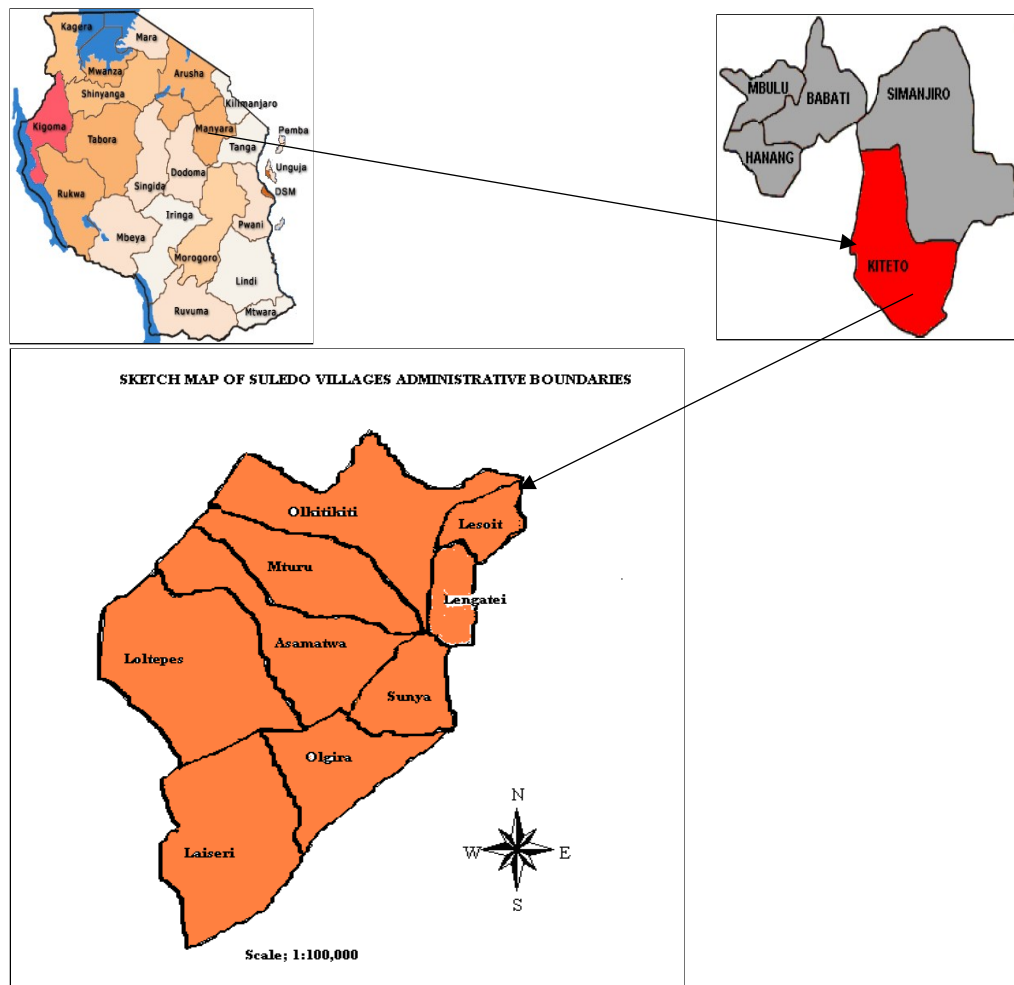 Kagera
Mara
Mwanza
Arusha
Shinyanga
Kilimanjaro
Kigoma
Manyara
Pemba
Tabora
Tanga
Unguja
Dodoma
Singida
DSM
Rukwa
Iringa
Pwani
Mbeya
Morogoro
Lindi
Ruvuma
Mtwara
MBULU
BABATI
SIMANJIRO
HANANG
KITETO
SKETCH MAP OF SULEDO VILLAGES ADMINISTRATIVE BOUNDARIES
Olkitikiti
Lesoit
Mturu
Lengatei
Asamatwa
Loltepes
Sunya
Olgira
Laiseri
N
W
E
S
Scale; 1:100,000